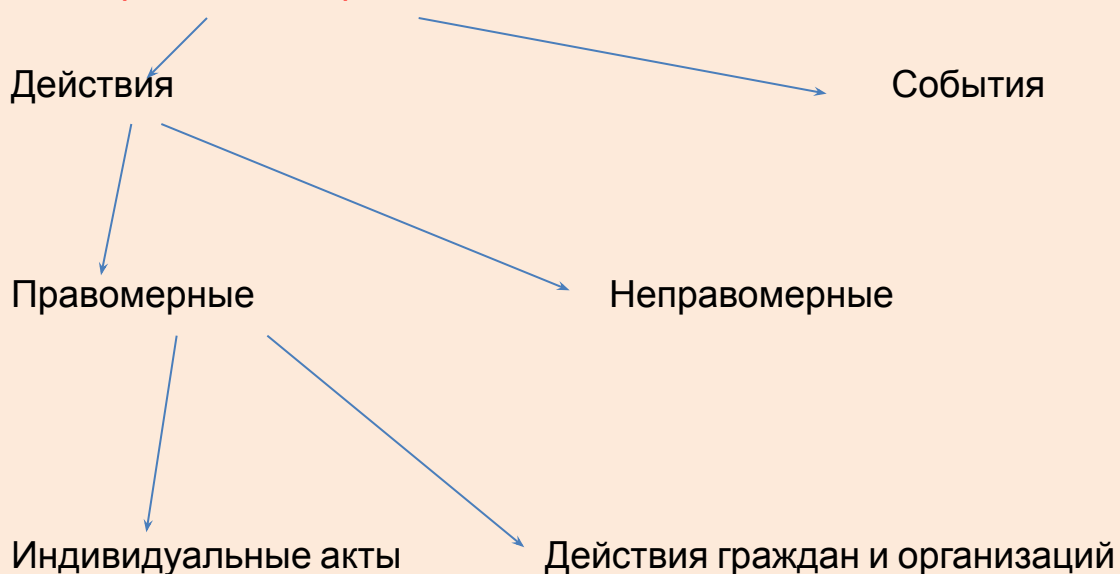 Действия
События
Правомерные
Неправомерные
Индивидуальные акты
Действия граждан и организаций